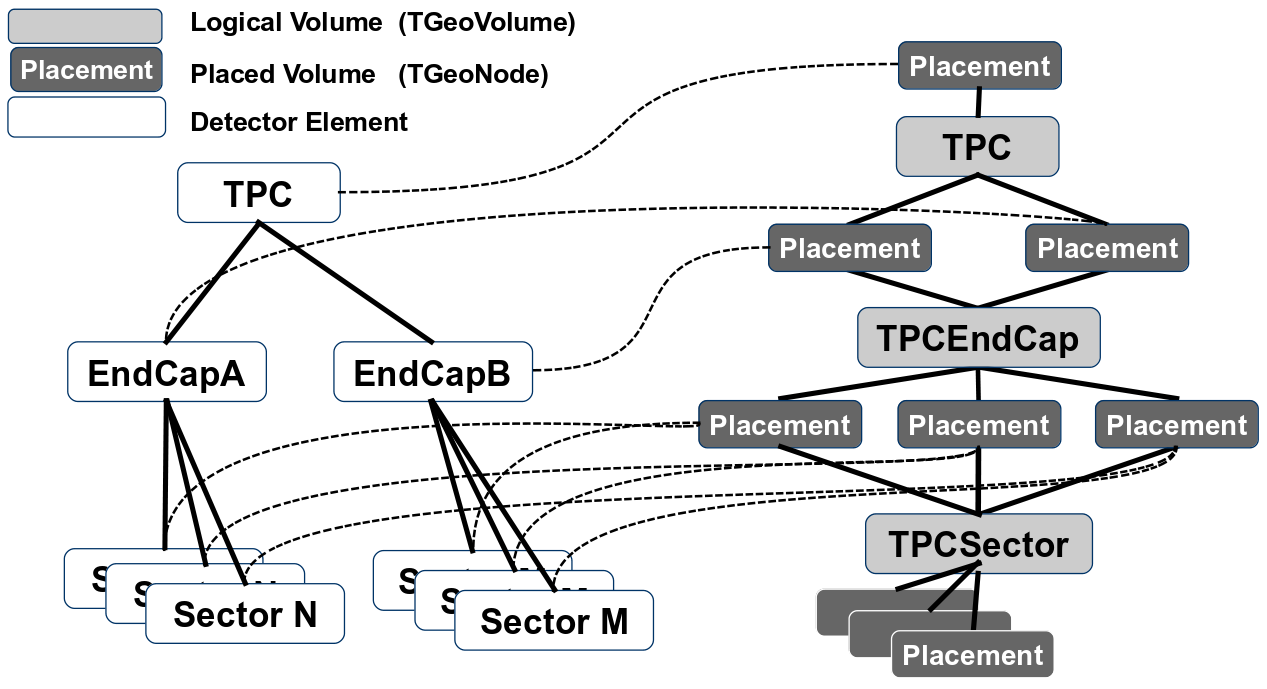 Logical Volume (TGeoVolume)
Placement
Placed Volume (TGeoNode)
Detector Element
Placement
TPC
TPC
Placement
Placement
TPCEndCap
EndCapA
EndCapB
Placement
Placement
Placement
TPCSector
S
S
Sector N
S
S
Sector M
Placement